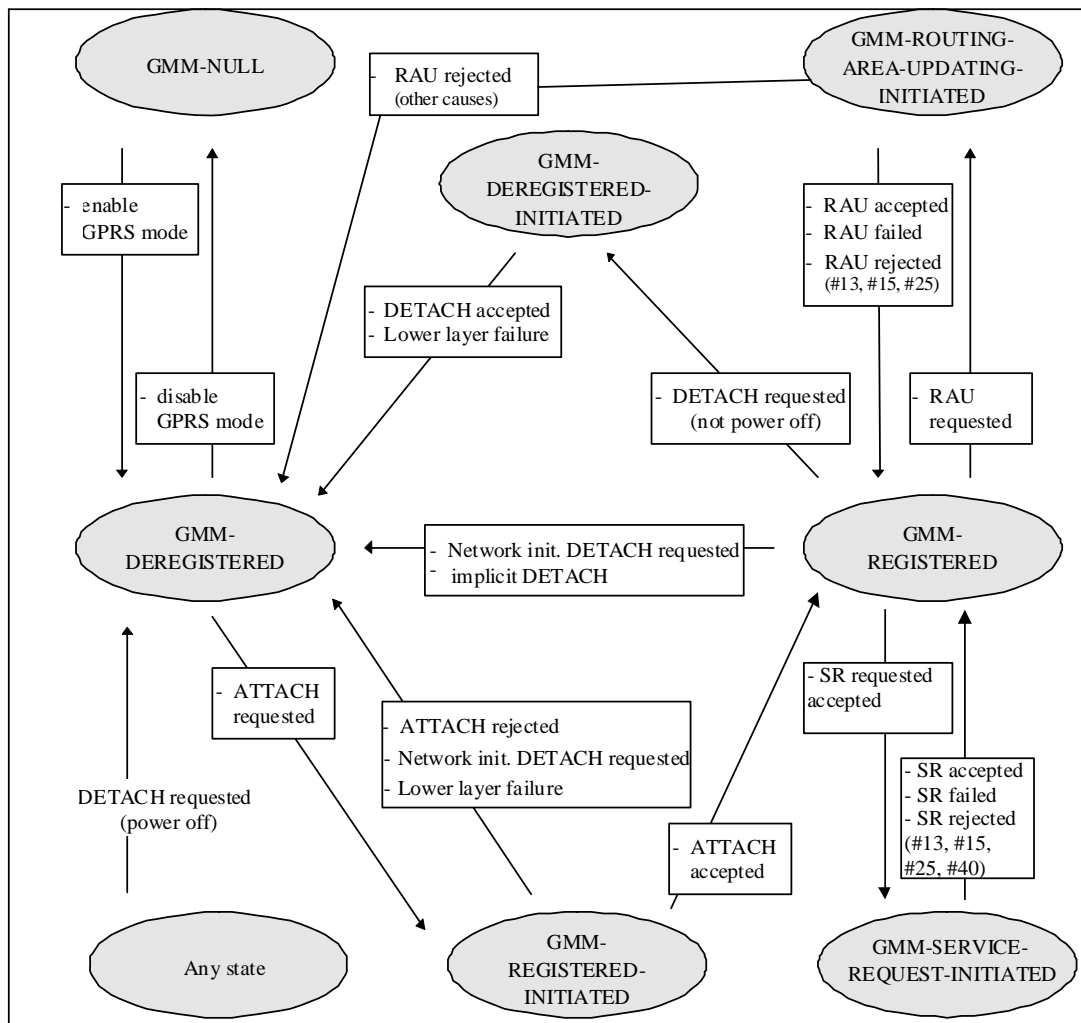 GMM-NULL
- RAU rejected
(other causes)
GMM-ROUTING-
AREA-UPDATING-
INITIATED
GMM-
DEREGISTERED-
INITIATED
- enable
GPRS mode
- RAU accepted
- RAU failed
- RAU rejected
(#13, #15, #25)
- DETACH accepted
- Lower layer failure
- disable
GPRS mode
- DETACH requested
(not power off)
- RAU
requested
GMM-
DEREGISTERED
- Network init. DETACH requested
- implicit DETACH
GMM-
REGISTERED
- ATTACH
requested
- ATTACH rejected
- Network init. DETACH requested
- Lower layer failure
- SR requested
accepted
DETACH requested
(power off)
- ATTACH
accepted
- SR accepted
- SR failed
- SR rejected
(#13, #15,
#25, #40)
Any state
GMM-
REGISTERED-
INITIATED
GMM-SERVICE-
REQUEST-INITIATED